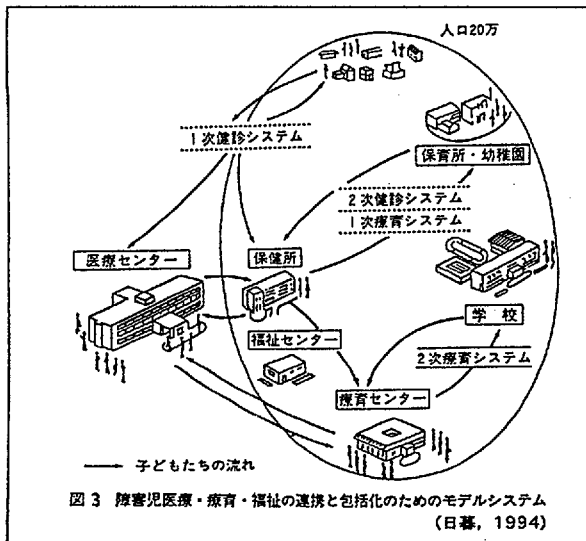 人口20万
1次健診システム
保育所・幼稚園
2次健診システム
1次療育システム
医療センター
保健所
学校
福祉センター
2次療育システム
療育センター
子どもたちの流れ
図3 障害児医療・療育・福祉の連携と包括化のためのモデルシステム
(日暮, 1994)